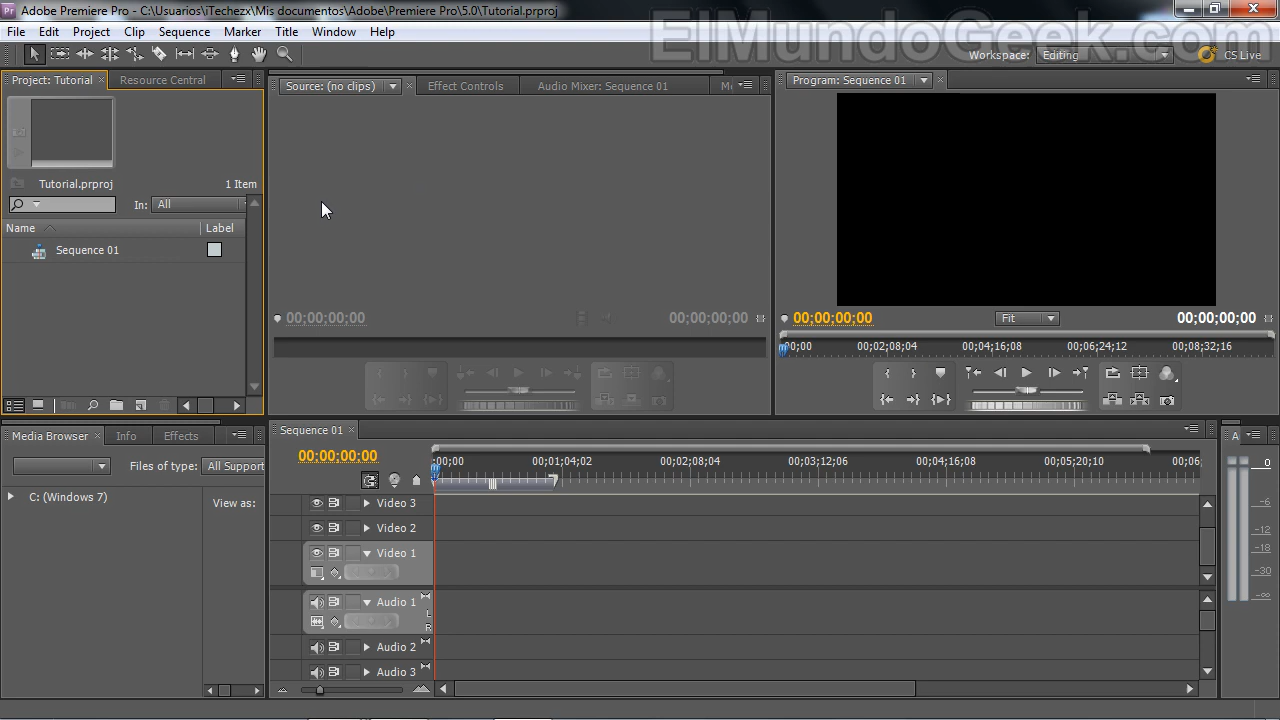 Adobe Premiere Pro - C:\Usuarios\iTechezx\Mis documentos\Adobe\Premiere Pro\5.0\Tutorial.prproj
ElMundoGeek.com
File Edit Project Clip Sequence Marker Title Window Help
Workspace: Editing CS Live
Project: Tutorial Resource Central
Source: (no clips) Effect Controls Audio Mixer: Sequence 01
Program: Sequence 01
Tutorial.prproj 1 Item
In: All
Name Label
Sequence 01
00;00;00;00 00;00;00;00
00;00;00;00 Fit 00;00;00;00
00;00 00;02;08;04 00;04;16;08 00;06;24;12 00;08;32;16
Media Browser Info Effects
Files of type: All Support
C: (Windows 7) View as:
Sequence 01
00;00;00;00
00;00 00;01;04;02 00;02;08;04 00;03;12;06 00;04;16;08 00;05;20;10 00;06;
Video 3
Video 2
Video 1
Audio 1
L
R
Audio 2
Audio 3
A
0
-6
-12
-18
-30
-∞